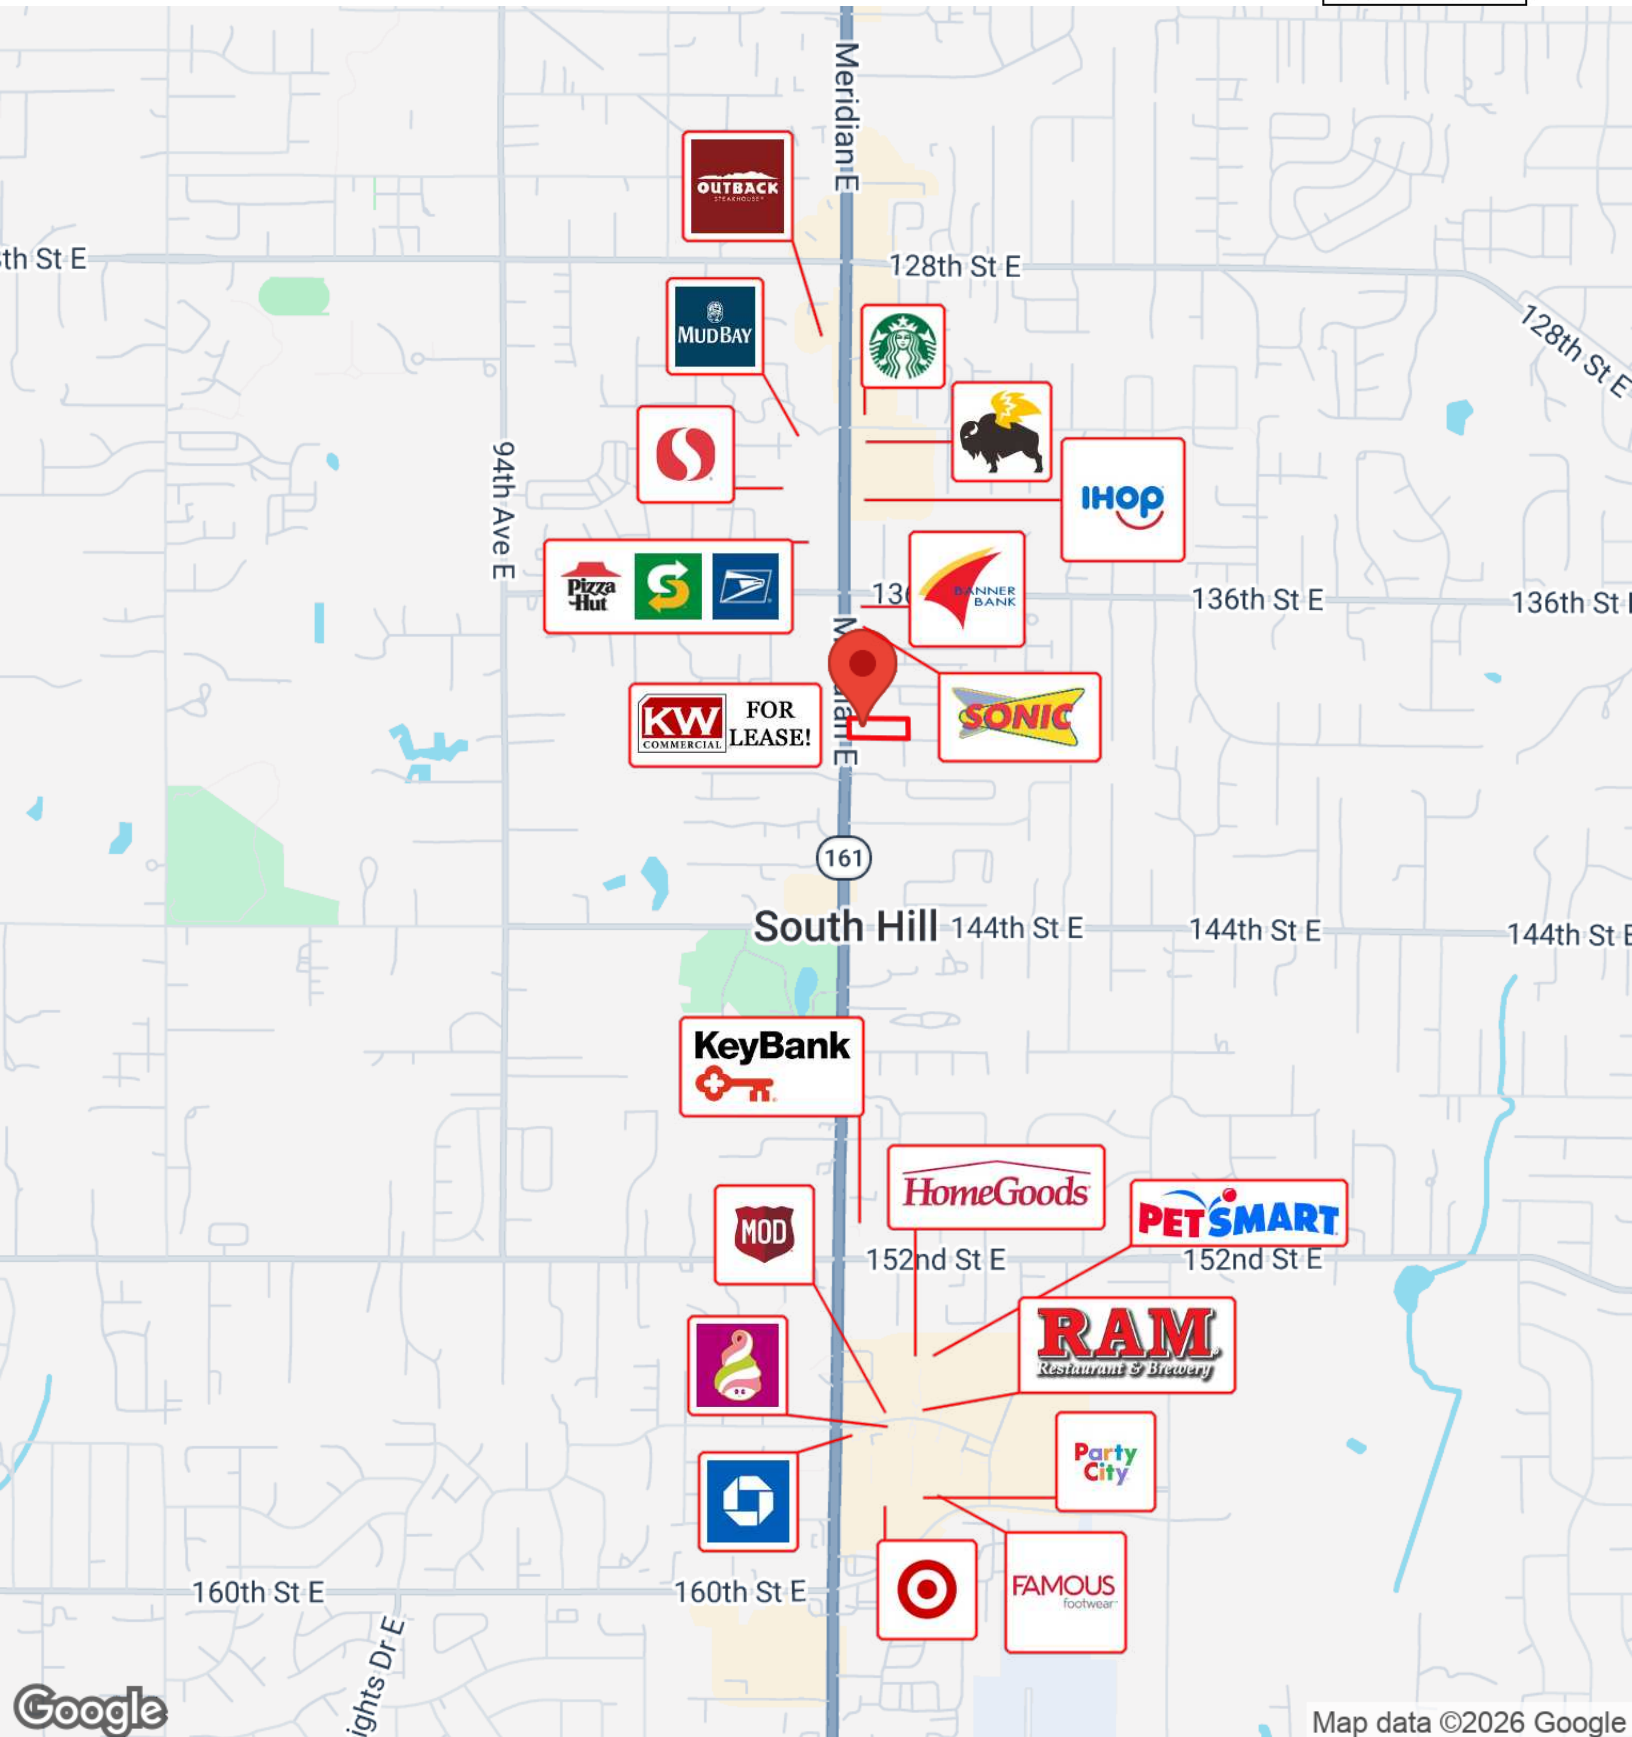 Meridian E
OUTBACK
STEAKHOUSE
th St E
128th St E
128th St E
MUDBAY
94th Ave E
IHOP
Pizza
Hut
136
BANNER
BANK
136th St E
136th St
KW
COMMERCIAL
FOR
LEASE!
SONIC
161
South Hill
144th St E
144th St E
144th St E
KeyBank
HomeGoods
PETSMART
MOD
152nd St E
152nd St E
RAM
Restaurant & Brewery
Party
City
160th St E
160th St E
FAMOUS
footwear
ights Dr E
Google
Map data ©2026 Google